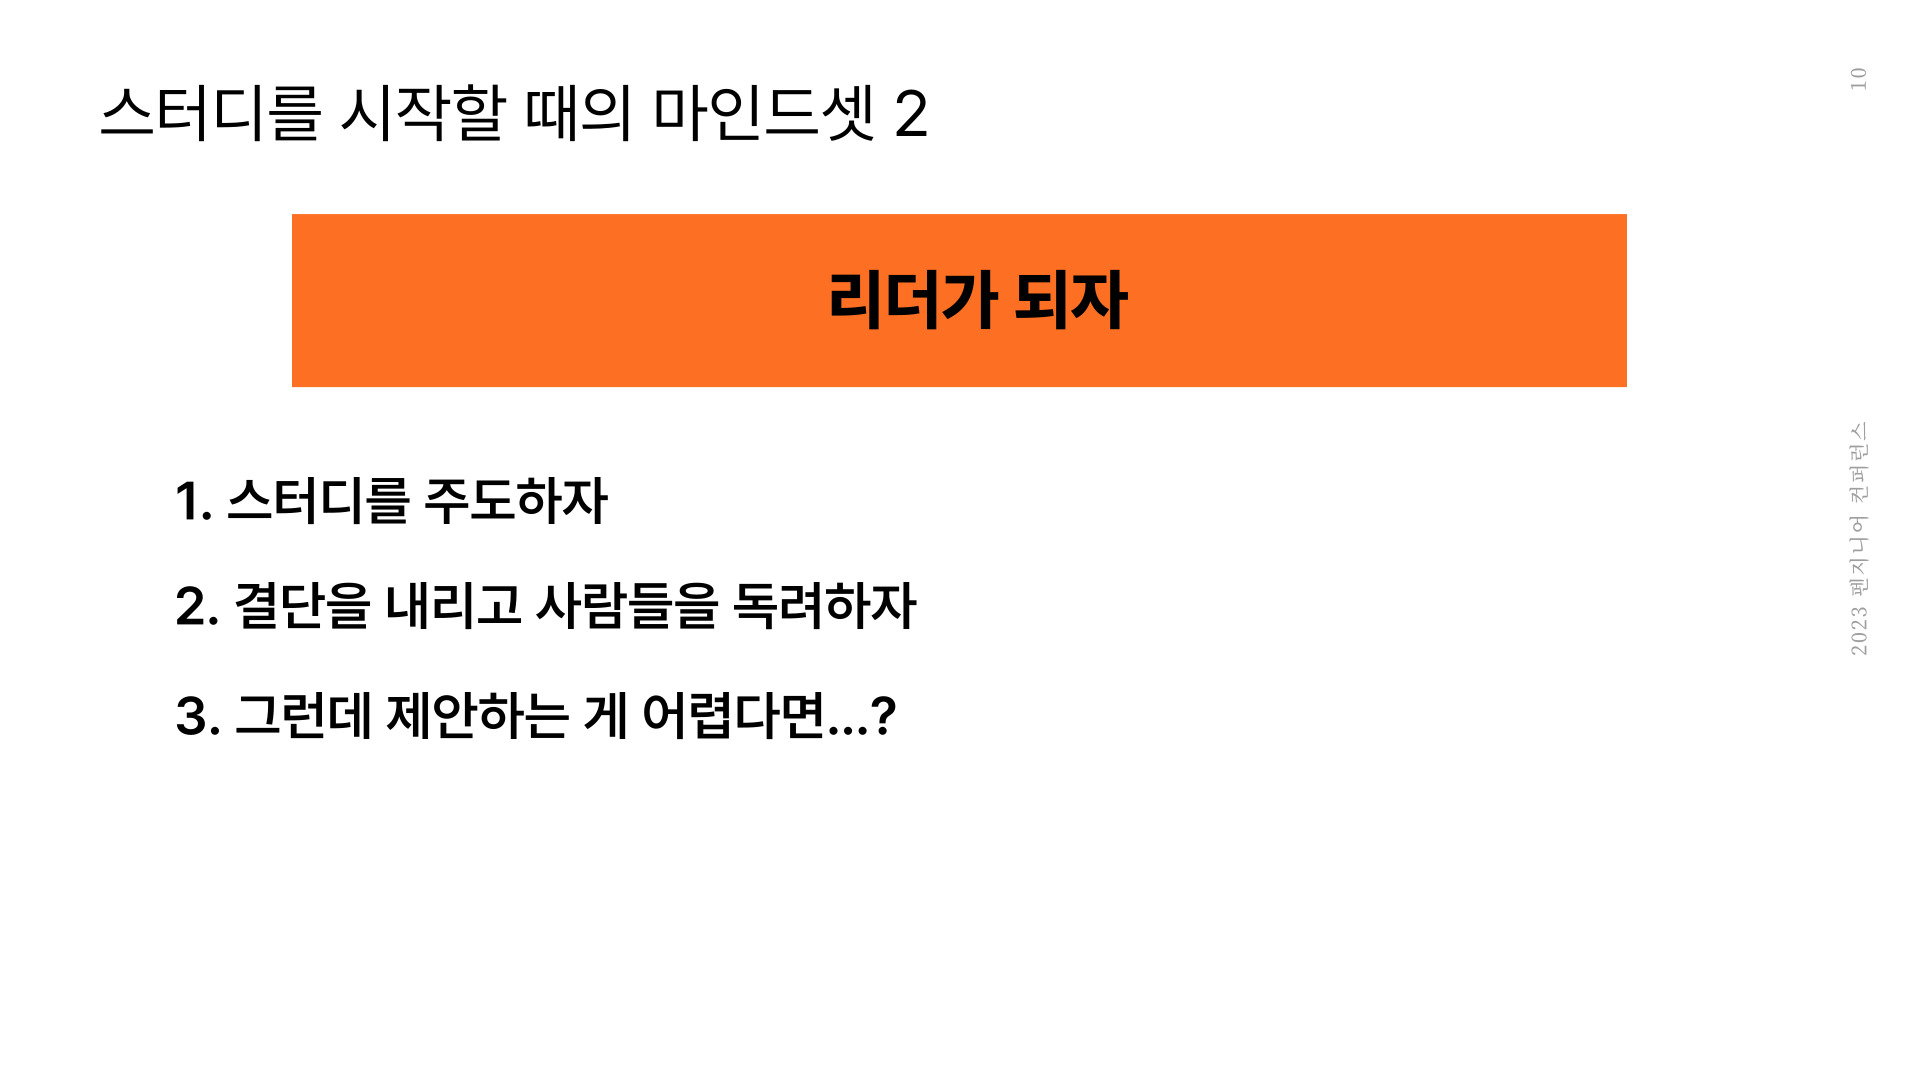 스터디를 시작할 때의 마인드셋 2
10
리더가 되자
1. 스터디를 주도하자
2. 결단을 내리고 사람들을 독려하자
3. 그런데 제안하는 게 어렵다면...?
2023 펜지니어 컨퍼런스